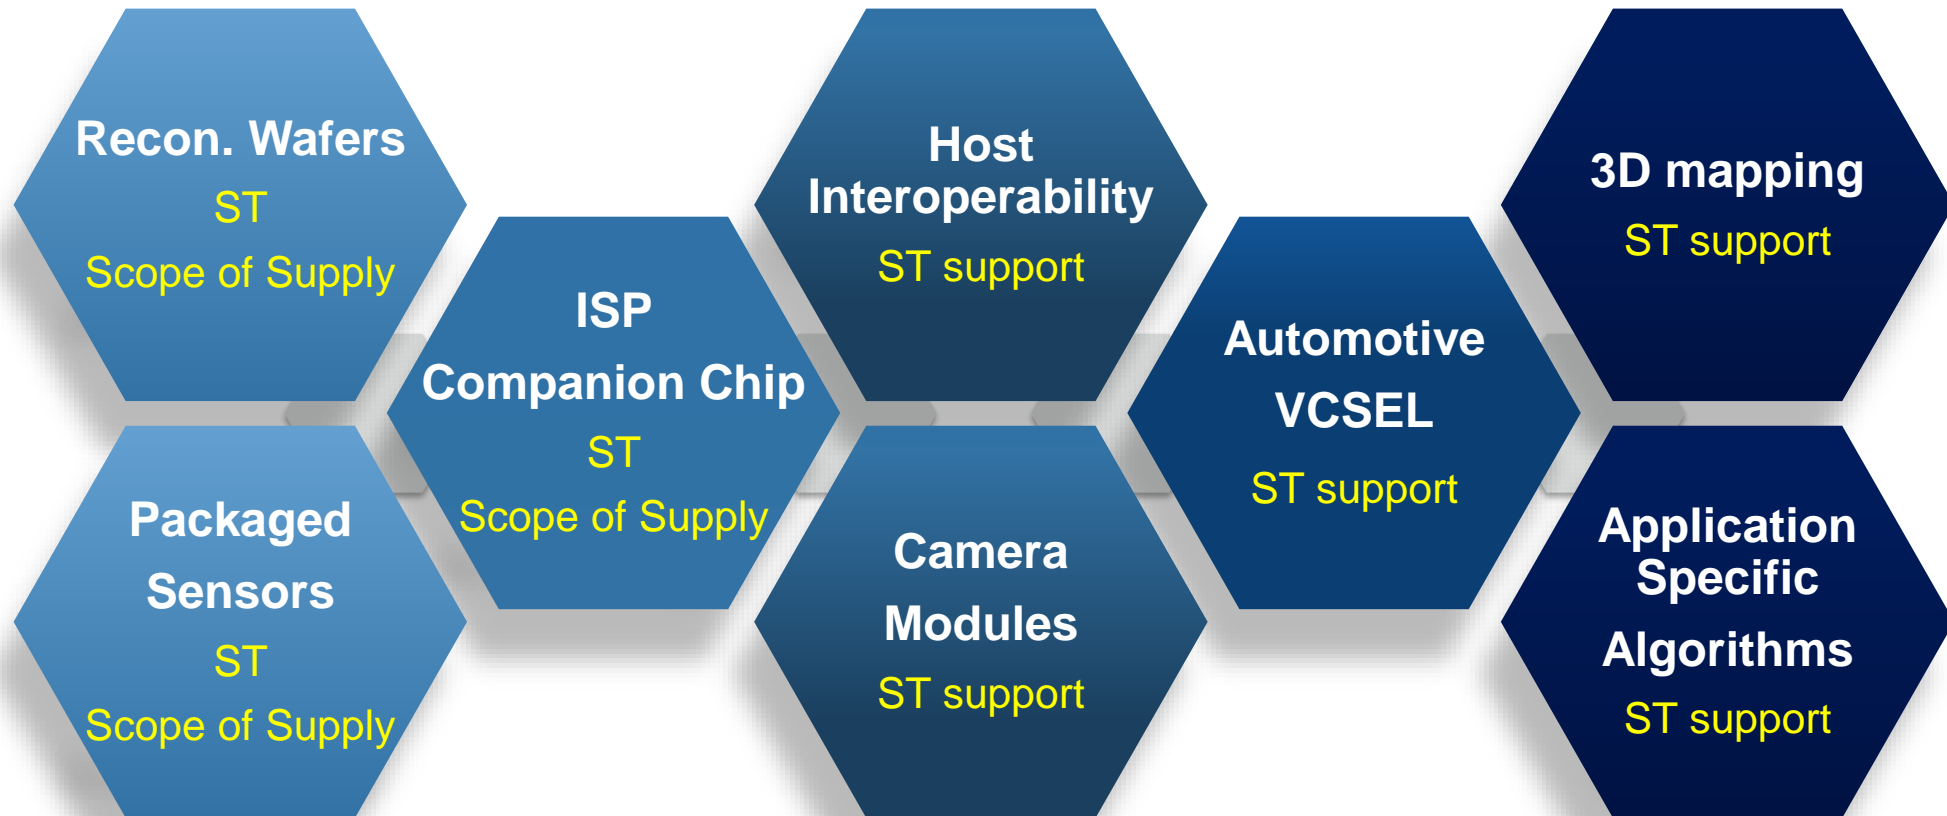 Recon. Wafers
ST
Scope of Supply
Packaged
Sensors
ST
Scope of Supply
ISP
Companion Chip
ST
Scope of Supply
Host
Interoperability
ST support
Camera
Modules
ST support
Automotive
VCSEL
ST support
3D mapping
ST support
Application
Specific
Algorithms
ST support